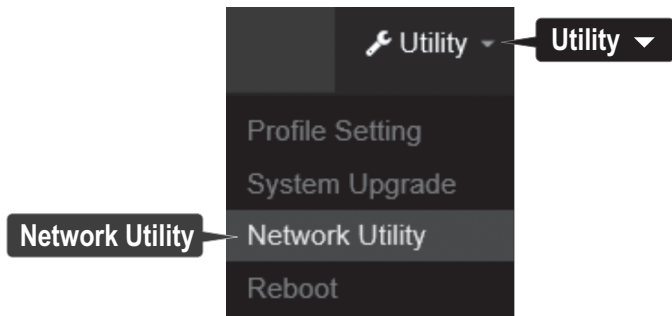 Utility
Utility
Profile Setting
System Upgrade
Network Utility
Network Utility
Reboot